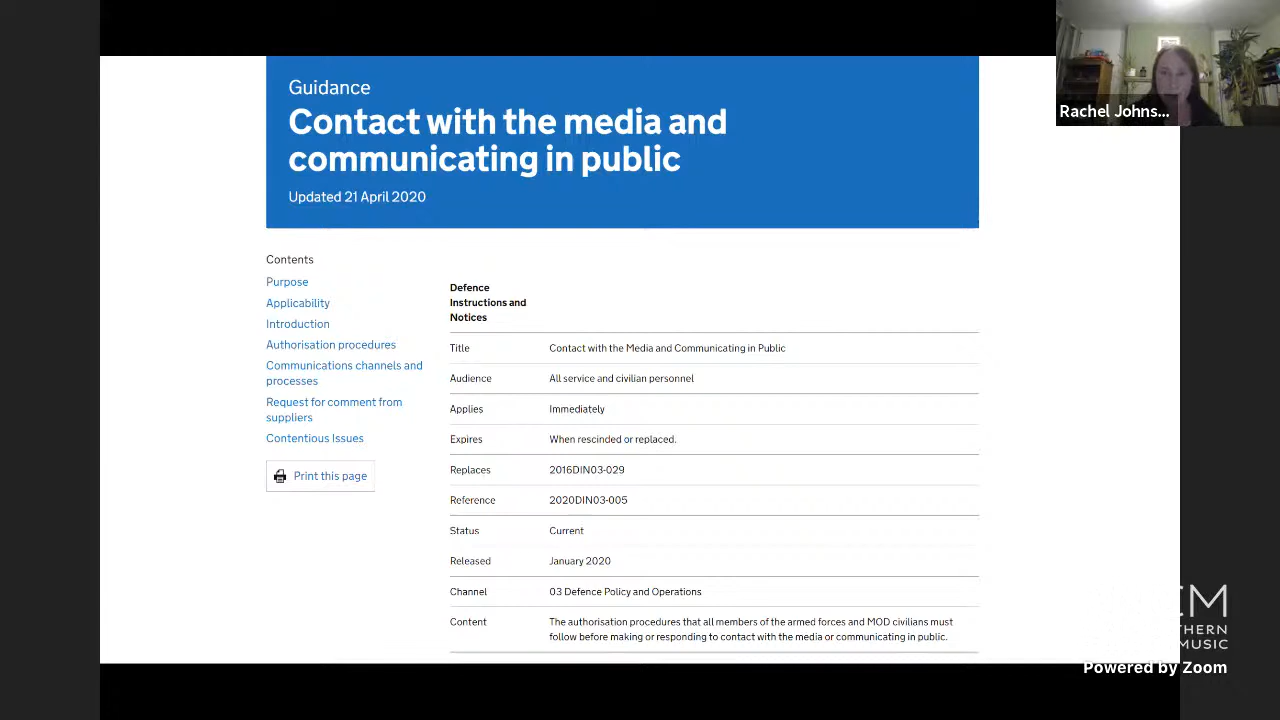 Guidance
Contact with the media and
communicating in public
Updated 21 April 2020
Rachel Johns...
Contents
Purpose
Applicability
Introduction
Authorisation procedures
Communications channels and
processes
Request for comment from
suppliers
Contentious Issues
Print this page
Defence
Instructions and
Notices
Title Contact with the Media and Communicating in Public
Audience All service and civilian personnel
Applies Immediately
Expires When rescinded or replaced.
Replaces 2016DIN03-029
Reference 2020DIN03-005
Status Current
Released January 2020
Channel 03 Defence Policy and Operations
Content The authorisation procedures that all members of the armed forces and MOD civilians must
follow before making or responding to contact with the media or communicating in public.
MUSIC
Powered by Zoom